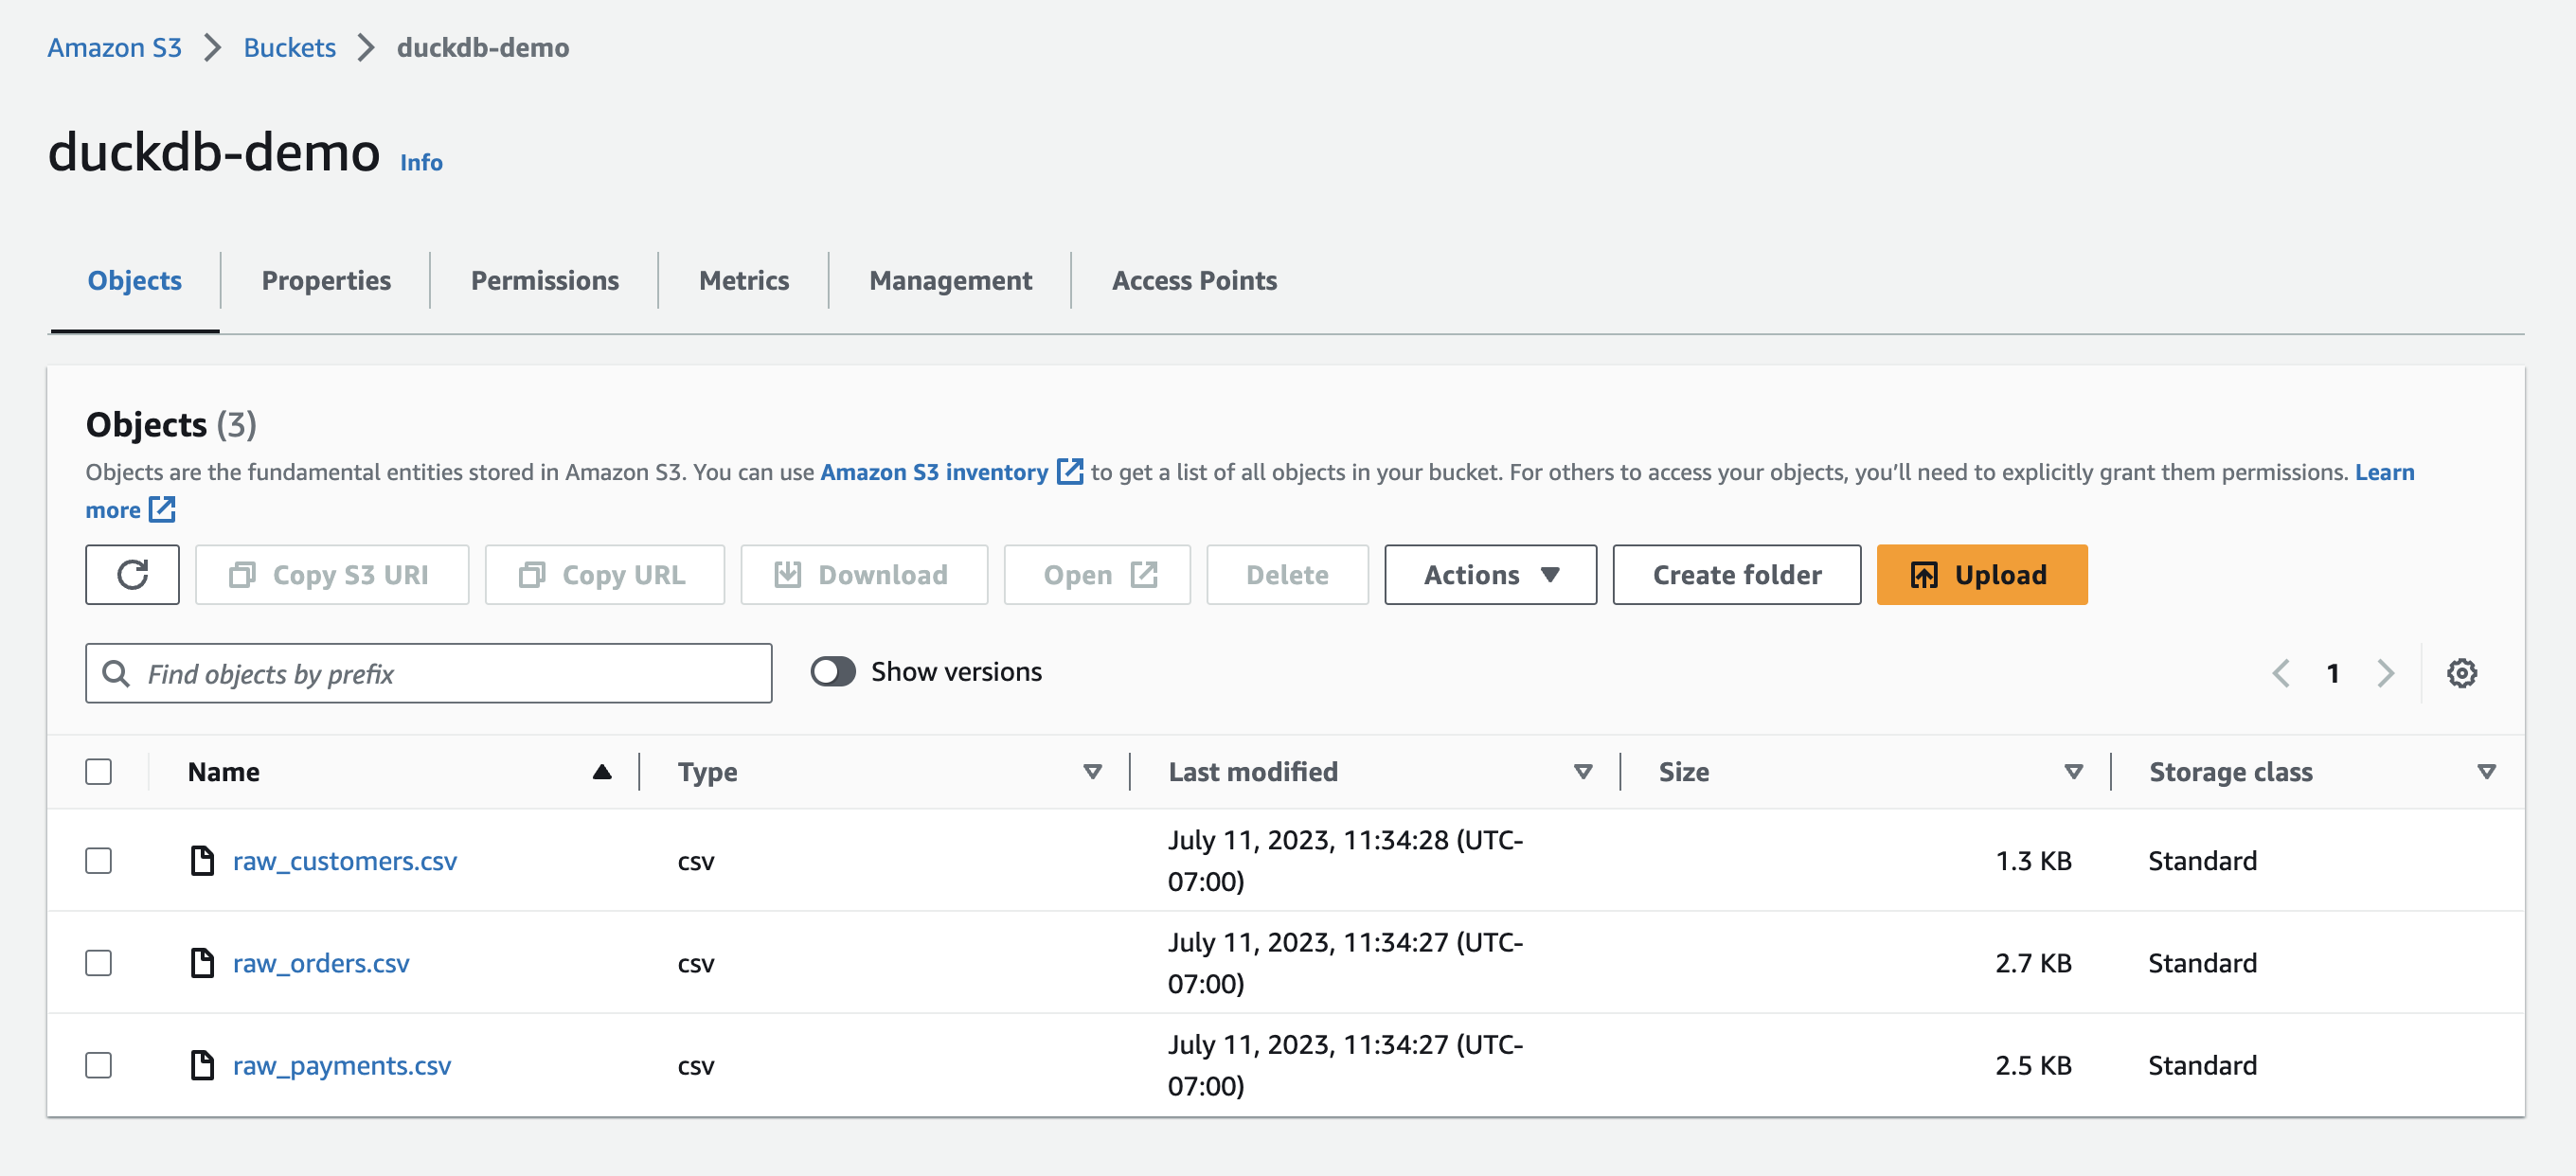 Amazon S3 Buckets duckdb-demo
duckdb-demo Info
Objects Properties Permissions Metrics Management Access Points
Objects (3)
Objects are the fundamental entities stored in Amazon S3. You can use Amazon S3 inventory to get a list of all objects in your bucket. For others to access your objects, you’ll need to explicitly grant them permissions. Learn
more
Copy S3 URI Copy URL Download Open Delete Actions Create folder Upload
Find objects by prefix Show versions 1
Name Type Last modified Size Storage class
raw_customers.csv csv July 11, 2023, 11:34:28 (UTC-
07:00) 1.3 KB Standard
raw_orders.csv csv July 11, 2023, 11:34:27 (UTC-
07:00) 2.7 KB Standard
raw_payments.csv csv July 11, 2023, 11:34:27 (UTC-
07:00) 2.5 KB Standard